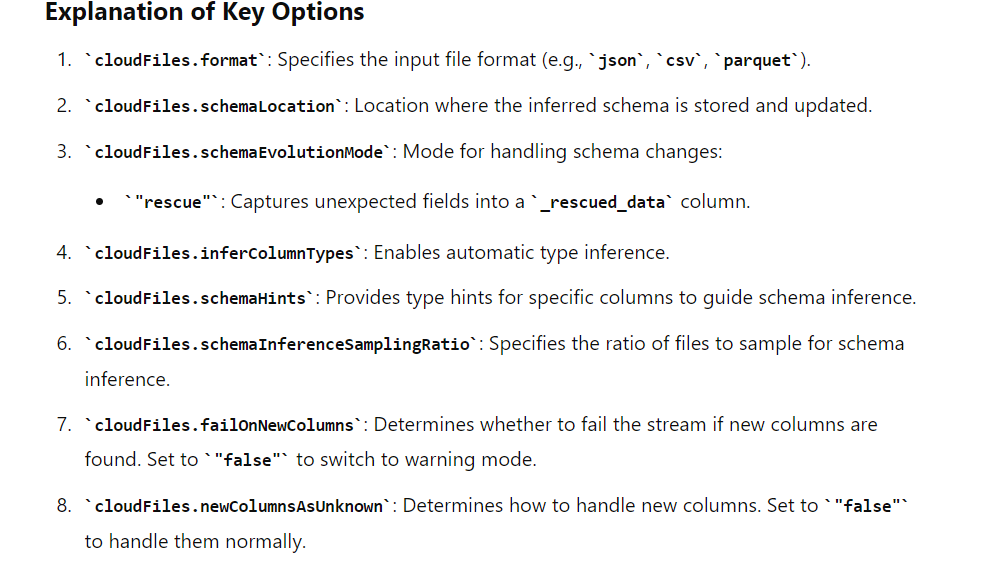 Explanation of Key Options
1. `cloudFiles.format`: Specifies the input file format (e.g., `json`, `csv`, `parquet`).
2. `cloudFiles.schemaLocation`: Location where the inferred schema is stored and updated.
3. `cloudFiles.schemaEvolutionMode`: Mode for handling schema changes:
• `"rescue"`: Captures unexpected fields into a `_rescued_data` column.
4. `cloudFiles.inferColumnTypes`: Enables automatic type inference.
5. `cloudFiles.schemaHints`: Provides type hints for specific columns to guide schema inference.
6. `cloudFiles.schemaInferenceSamplingRatio`: Specifies the ratio of files to sample for schema
inference.
7. `cloudFiles.failOnNewColumns`: Determines whether to fail the stream if new columns are
found. Set to `"false"` to switch to warning mode.
8. `cloudFiles.newColumnsAsUnknown`: Determines how to handle new columns. Set to `"false"`
to handle them normally.